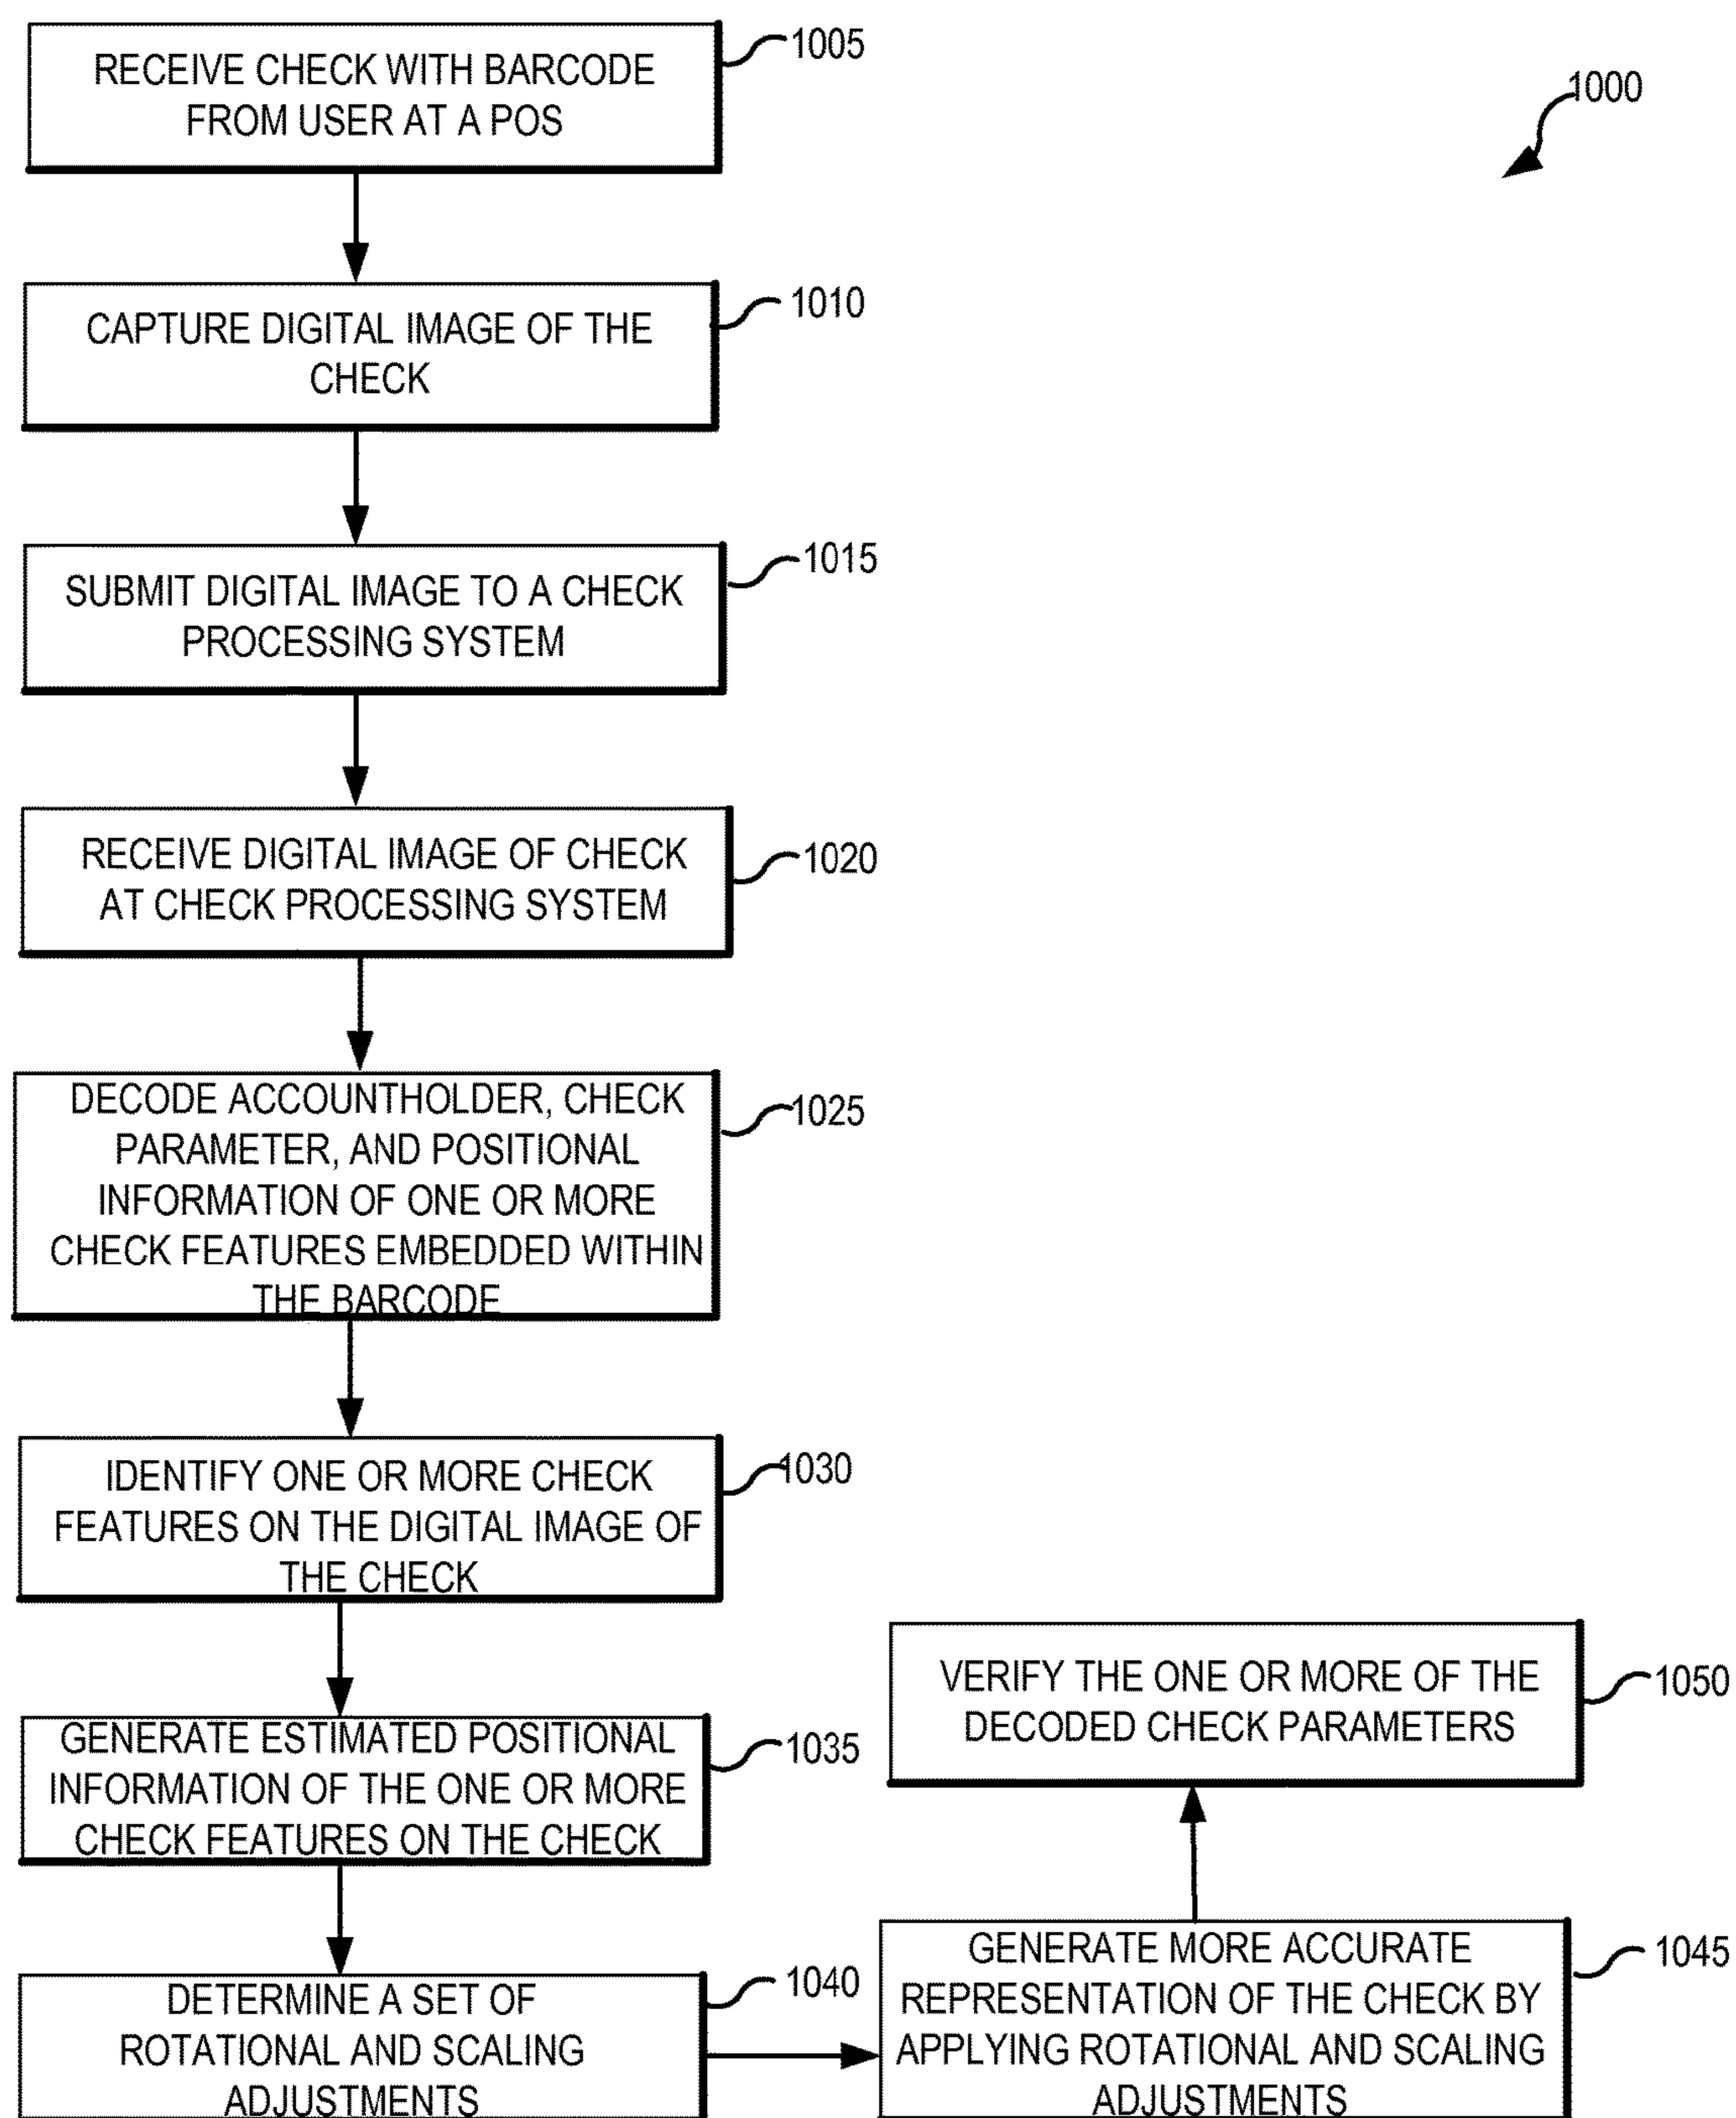 RECEIVE CHECK WITH BARCODE
FROM USER AT A POS
1005
1000
CAPTURE DIGITAL IMAGE OF THE
CHECK
1010
SUBMIT DIGITAL IMAGE TO A CHECK
PROCESSING SYSTEM
1015
RECEIVE DIGITAL IMAGE OF CHECK
AT CHECK PROCESSING SYSTEM
1020
DECODE ACCOUNTHOLDER, CHECK
PARAMETER, AND POSITIONAL
INFORMATION OF ONE OR MORE
CHECK FEATURES EMBEDDED WITHIN
THE BARCODE
1025
IDENTIFY ONE OR MORE CHECK
FEATURES ON THE DIGITAL IMAGE OF
THE CHECK
1030
GENERATE ESTIMATED POSITIONAL
INFORMATION OF THE ONE OR MORE
CHECK FEATURES ON THE CHECK
1035
DETERMINE A SET OF
ROTATIONAL AND SCALING
ADJUSTMENTS
1040
GENERATE MORE ACCURATE
REPRESENTATION OF THE CHECK BY
APPLYING ROTATIONAL AND SCALING
ADJUSTMENTS
1045
VERIFY THE ONE OR MORE OF THE
DECODED CHECK PARAMETERS
1050